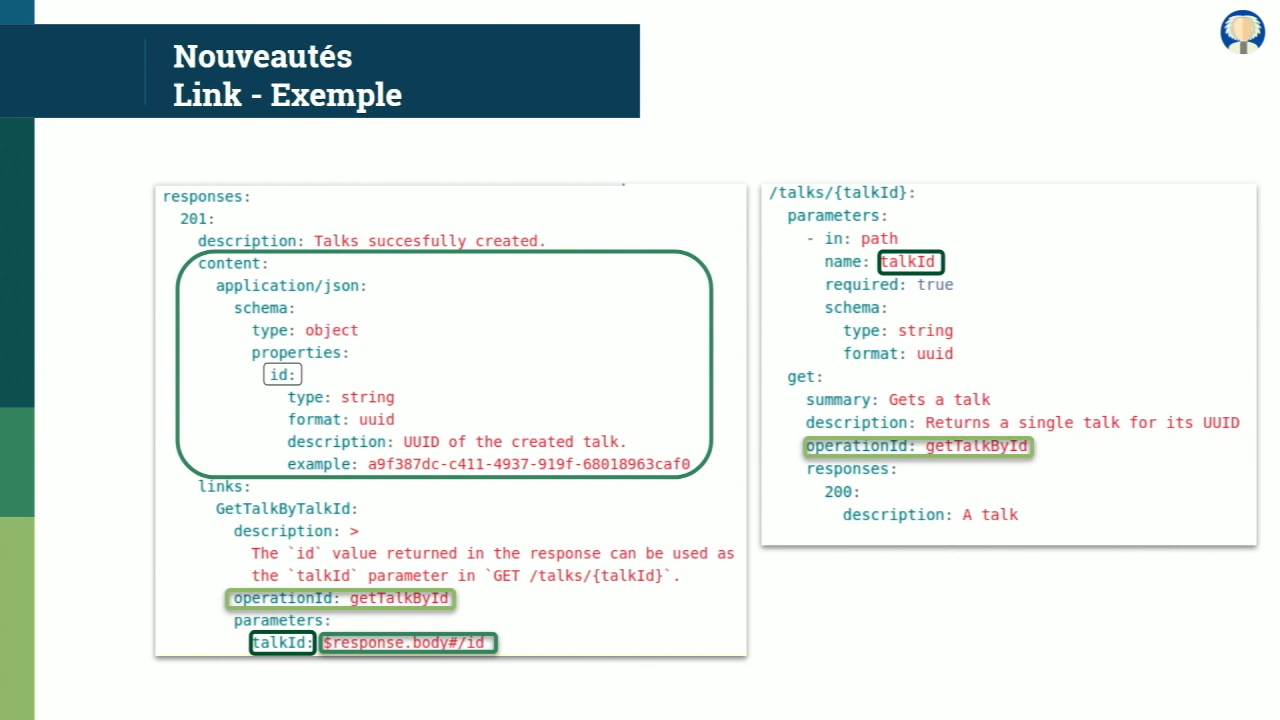 Nouveautés
Link - Exemple
responses:
201:
description: Talks succesfully created.
content:
application/json:
schema:
type: object
properties:
id:
type: string
format: uuid
description: UUID of the created talk.
example: a9f387dc-c411-4937-919f-68018963caf0
links:
GetTalkByTalkId:
description: >
The `id` value returned in the response can be used as
the `talkId` parameter in `GET /talks/{talkId}`.
operationId: getTalkById
parameters:
talkId: $response.body#/id
/talks/{talkId}:
parameters:
- in: path
name: talkId
required: true
schema:
type: string
format: uuid
get:
summary: Gets a talk
description: Returns a single talk for its UUID
operationId: getTalkById
responses:
200:
description: A talk